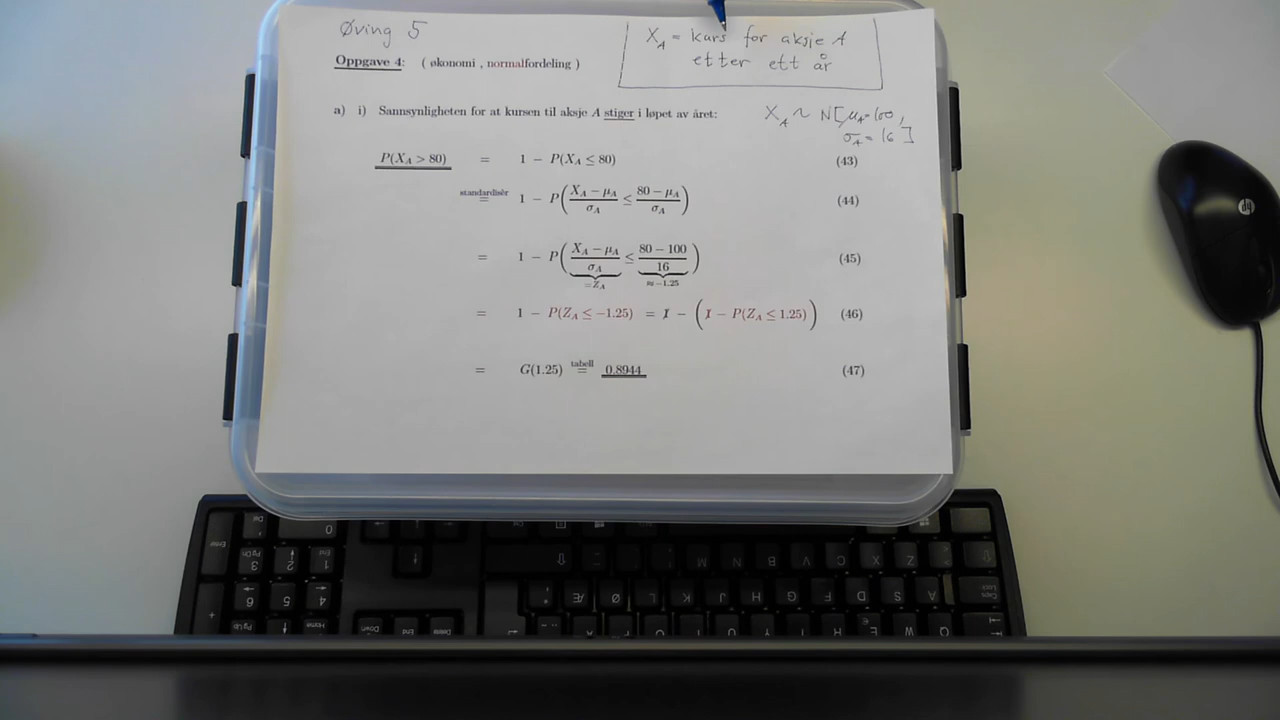 Øving 5
X_A = kurs for aksje A
etter ett år
Oppgave 4: ( økonomi , normalfordeling )
a) i) Sannsynligheten for at kursen til aksje A stiger i løpet av året:
X_A ~ N[μ_A=100,
σ_A = 16]
P(X_A > 80) = 1 − P(X_A ≤ 80) (43)
standardisér = 1 − P( (X_A − μ_A)/σ_A ≤ (80 − μ_A)/σ_A ) (44)
= 1 − P( (X_A − μ_A)/σ_A ≤ (80 − 100)/16 ) (45)
=Z_A ≈ −1.25
= 1 − P(Z_A ≤ −1.25) = 1 − ( 1 − P(Z_A ≤ 1.25) ) (46)
= G(1.25) tabell = 0.8944 (47)
hp